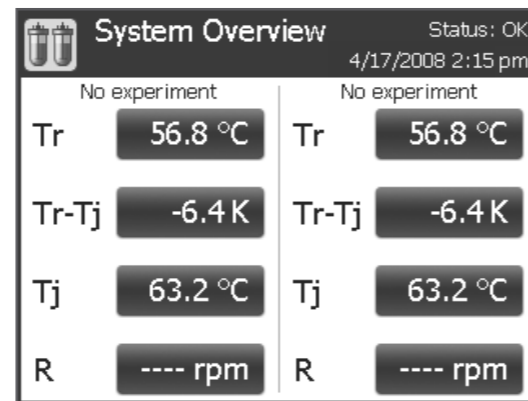 System Overview
Status: OK
4/17/2008 2:15 pm
No experiment
Tr 56.8 °C
Tr-Tj -6.4 K
Tj 63.2 °C
R ---- rpm
No experiment
Tr 56.8 °C
Tr-Tj -6.4 K
Tj 63.2 °C
R ---- rpm